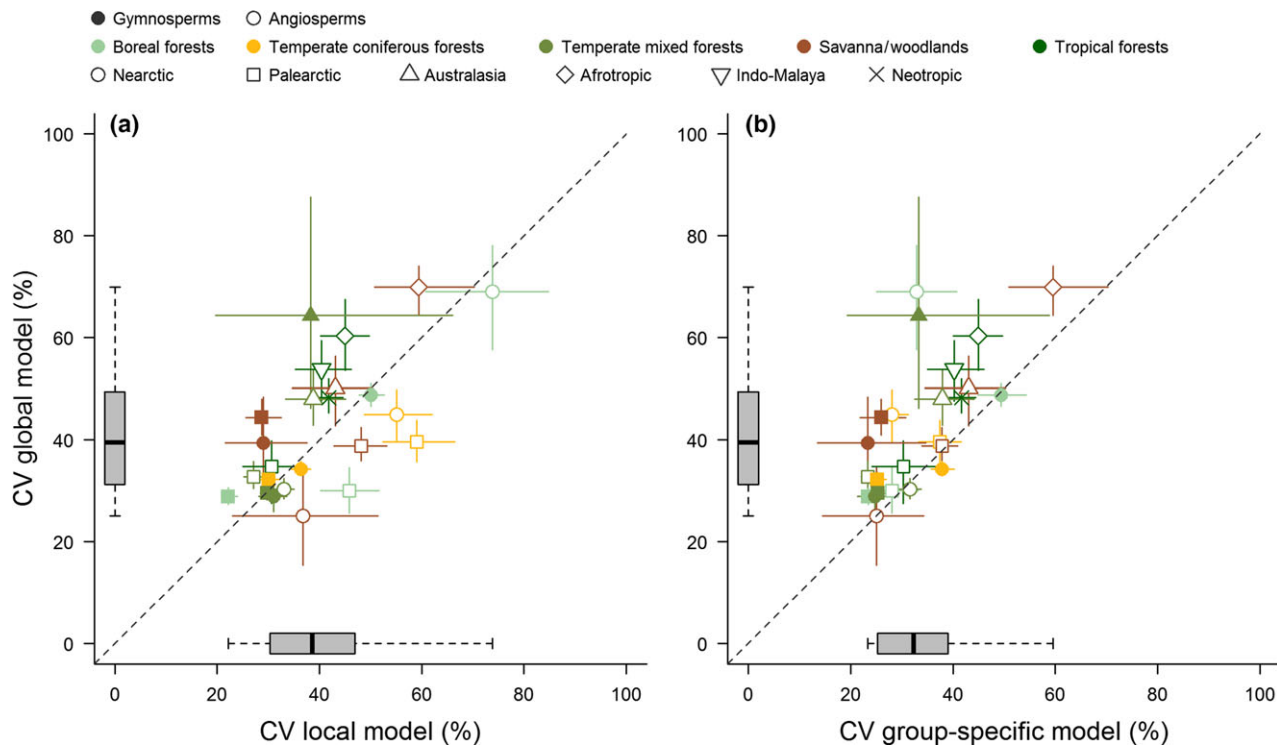 Gymnosperms Angiosperms
Boreal forests Temperate coniferous forests Temperate mixed forests Savanna/woodlands Tropical forests
Nearctic Palearctic Australasia Afrotropic Indo-Malaya Neotropic
(a) (b)
100 100
80 80
60 60
40 40
20 20
0 0
CV global model (%)
0 20 40 60 80 100 0 20 40 60 80 100
CV local model (%) CV group-specific model (%)